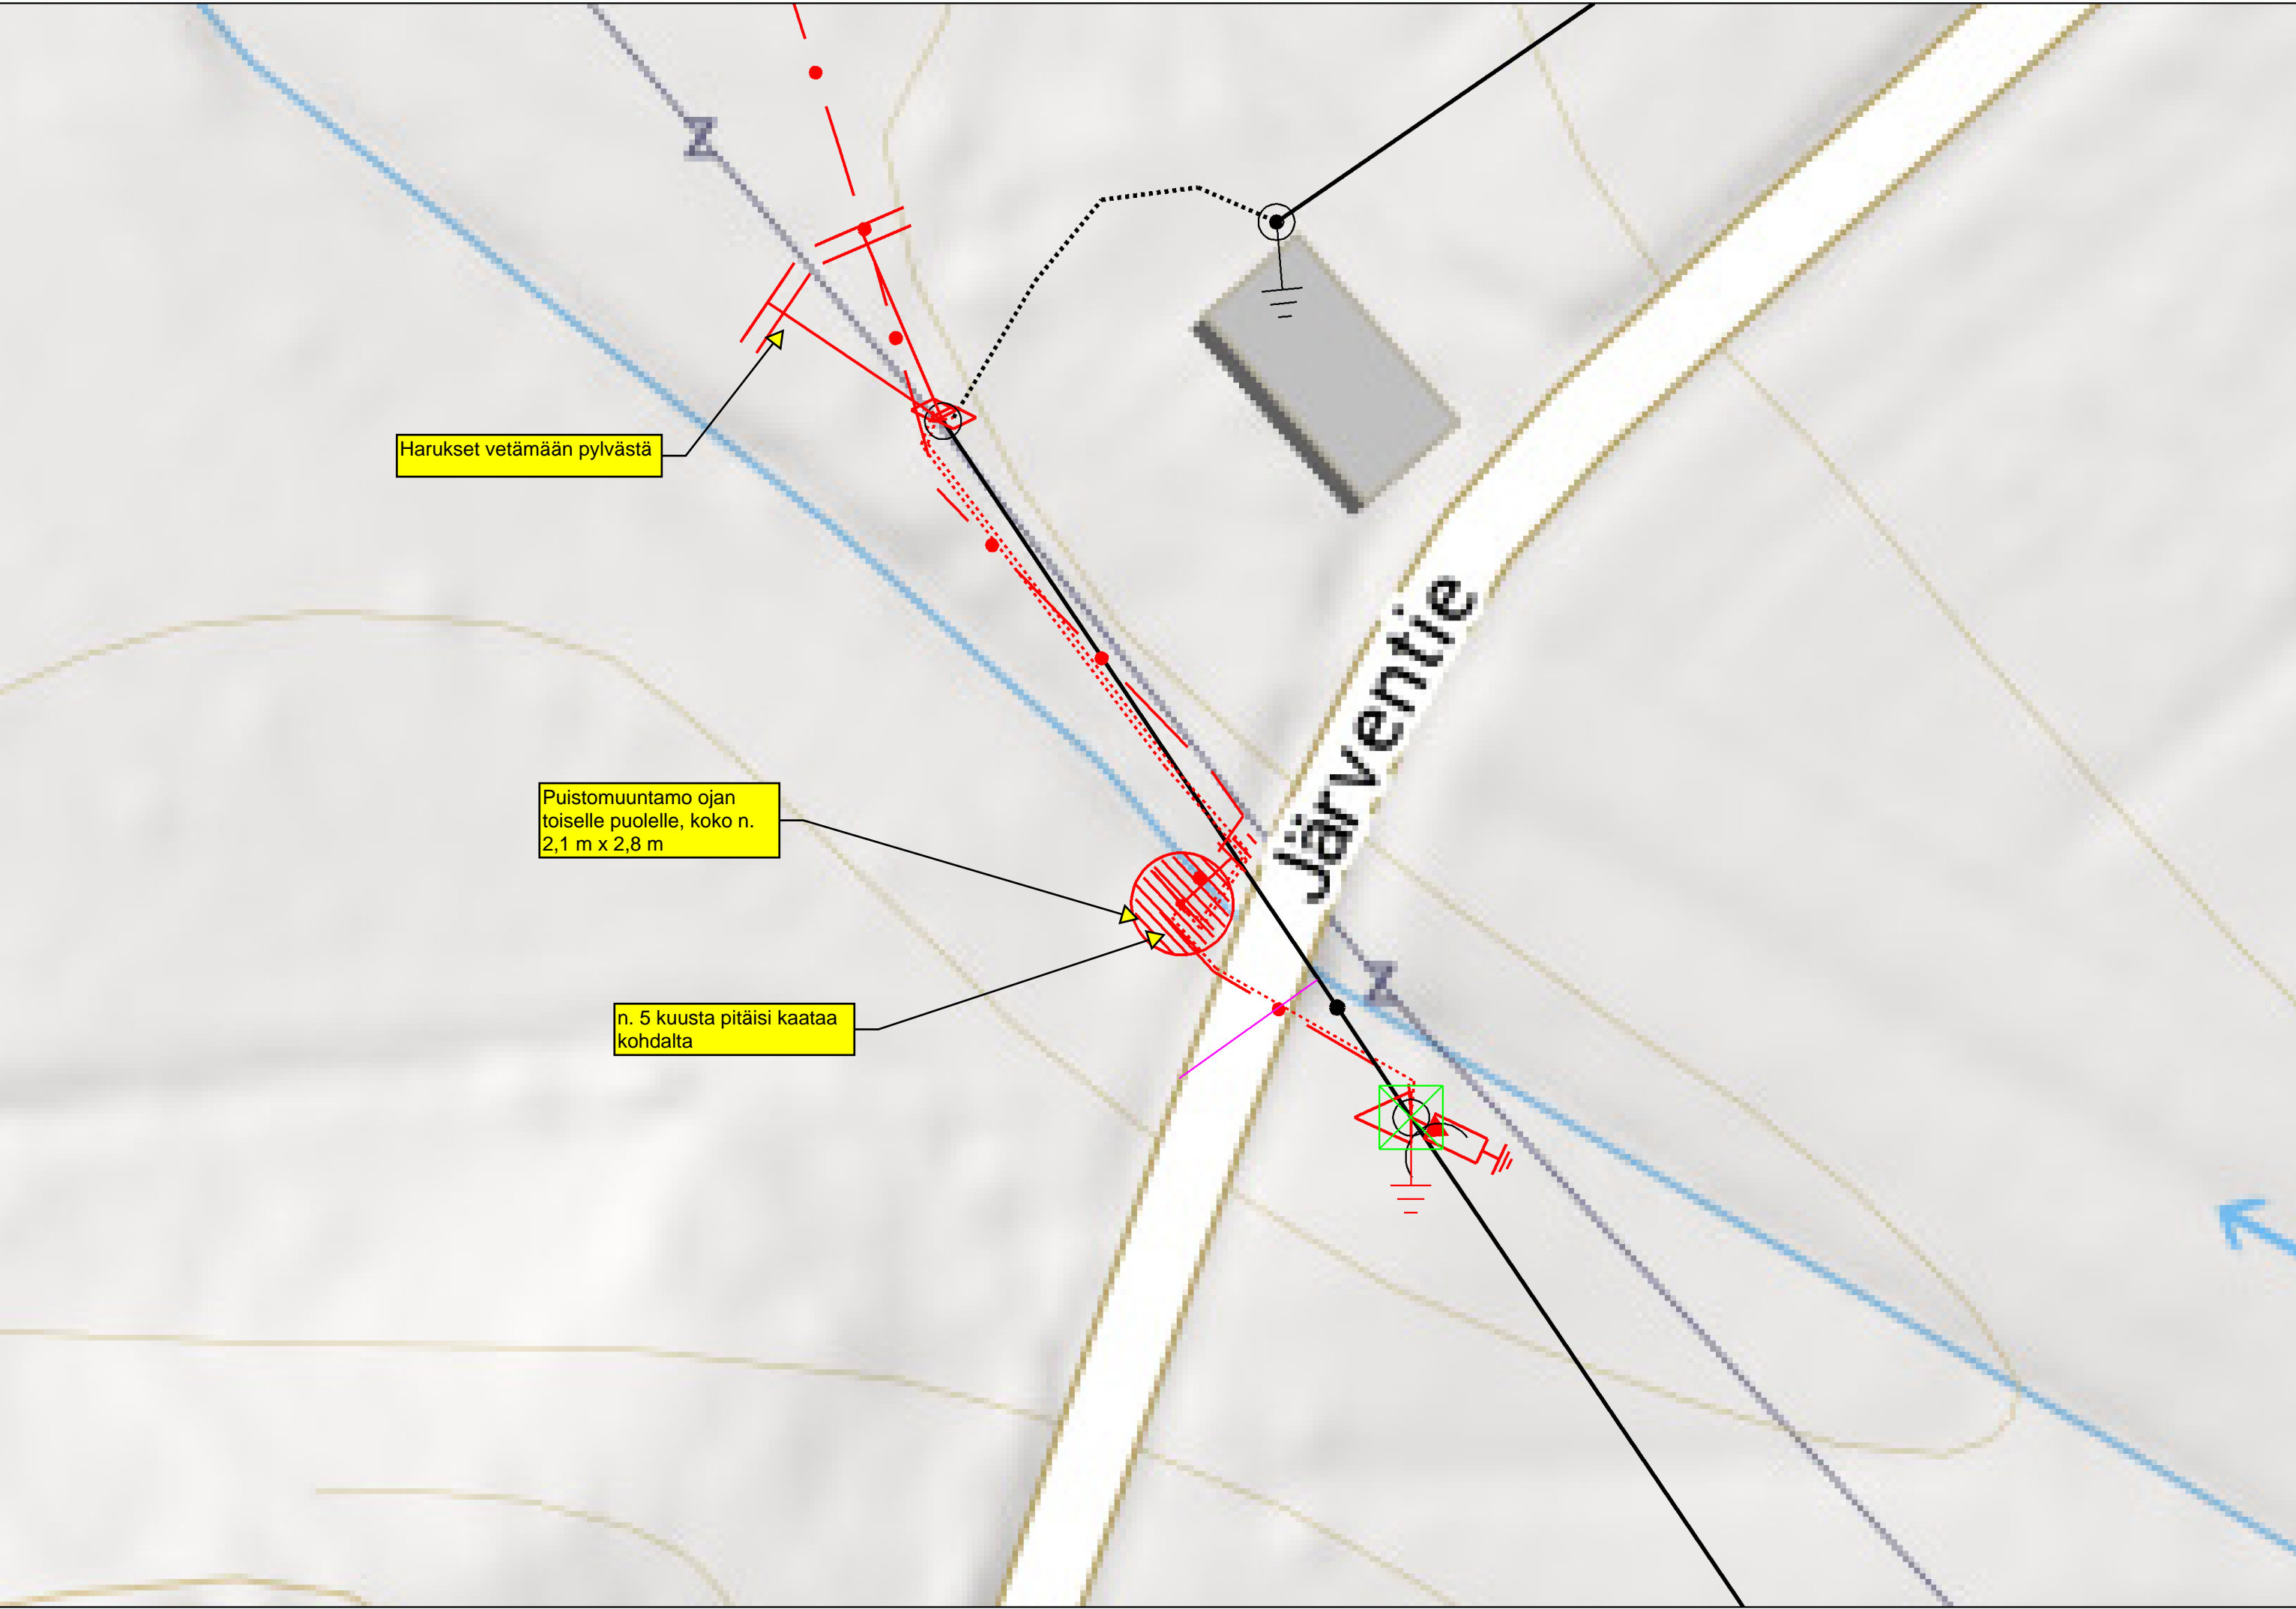 Harukset vetämään pylvästä
Järventie
Puistomuuntamo ojan
toiselle puolelle, koko n.
2,1 m x 2,8 m
n. 5 kuusta pitäisi kaataa
kohdalta